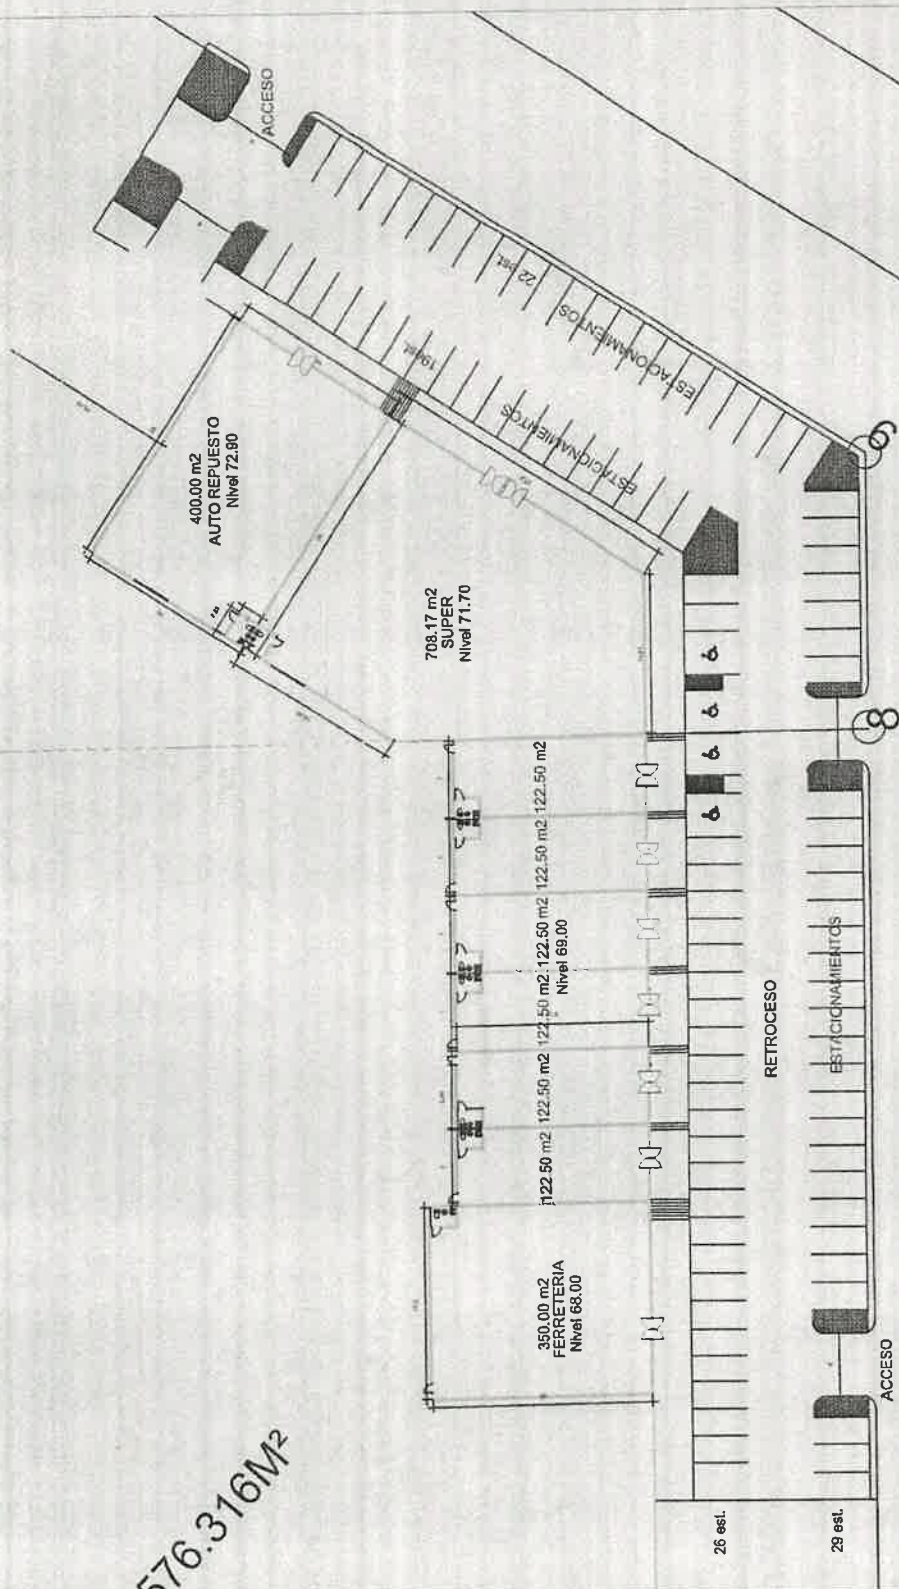 ACCESO
22 est.
ESTACIONAMIENTOS
19 est.
ESTACIONAMIENTOS
400.00 m2
AUTO REPUESTO
Nivel 72.90
6
708.17 m2
SUPER
Nivel 71.70
8
122.50 m2 122.50 m2 122.50 m2 122.50 m2 122.50 m2 122.50 m2
Nivel 69.00
RETROCESO
ESTACIONAMIENTOS
350.00 m2
FERRETERIA
Nivel 68.00
ACCESO
576.316M²
26 est.
29 est.